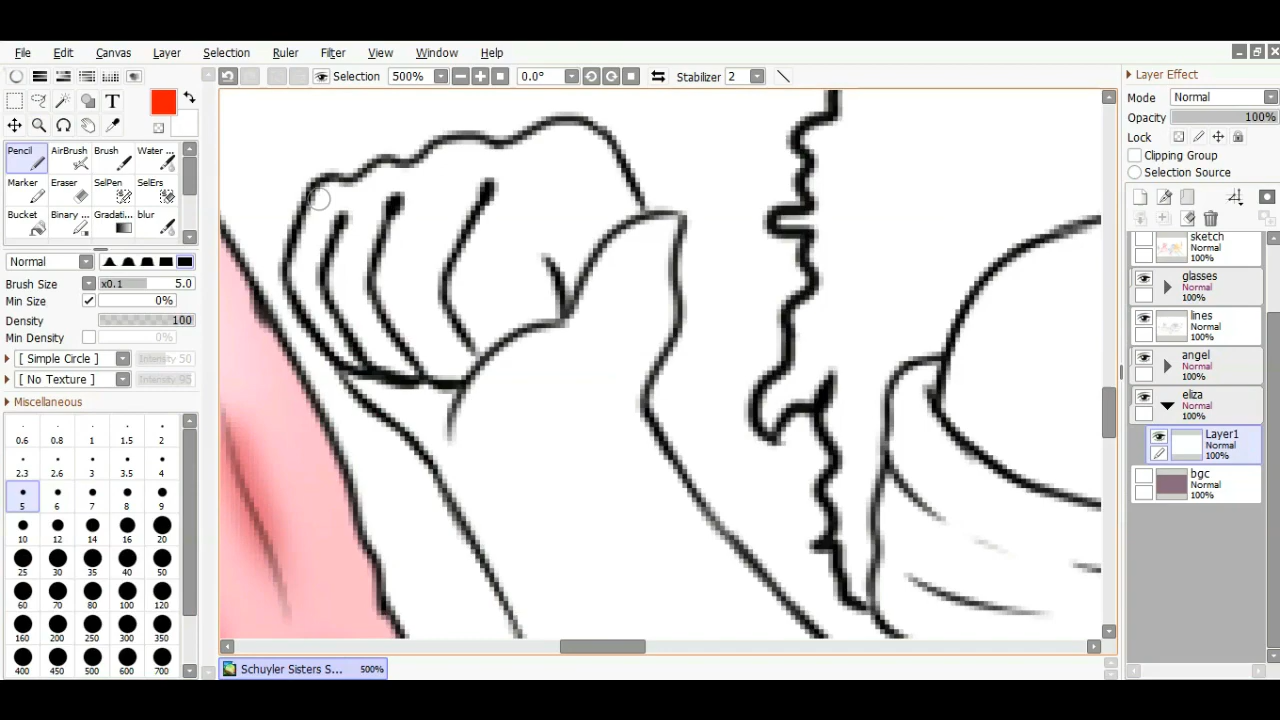 File Edit Canvas Layer Selection Ruler Filter View Window Help
Selection 500% 0.0° Stabilizer 2
T
Pencil AirBrush Brush Water ...
Marker Eraser SelPen SelErs
Bucket Binary ... Gradati... blur
Normal
Brush Size x0.1 5.0
Min Size 0%
Density 100
Min Density 0%
[ Simple Circle ] Intensity 50
[ No Texture ] Intensity 95
Miscellaneous
0.6 0.8 1 1.5 2
2.3 2.6 3 3.5 4
5 6 7 8 9
10 12 14 16 20
25 30 35 40 50
60 70 80 100 120
160 200 250 300 350
400 450 500 600 700
Schuyler Sisters S... 500%
Layer Effect
Mode Normal
Opacity 100%
Lock
Clipping Group
Selection Source
sketch
Normal
100%
glasses
Normal
100%
lines
Normal
100%
angel
Normal
100%
eliza
Normal
100%
Layer1
Normal
100%
bgc
Normal
100%